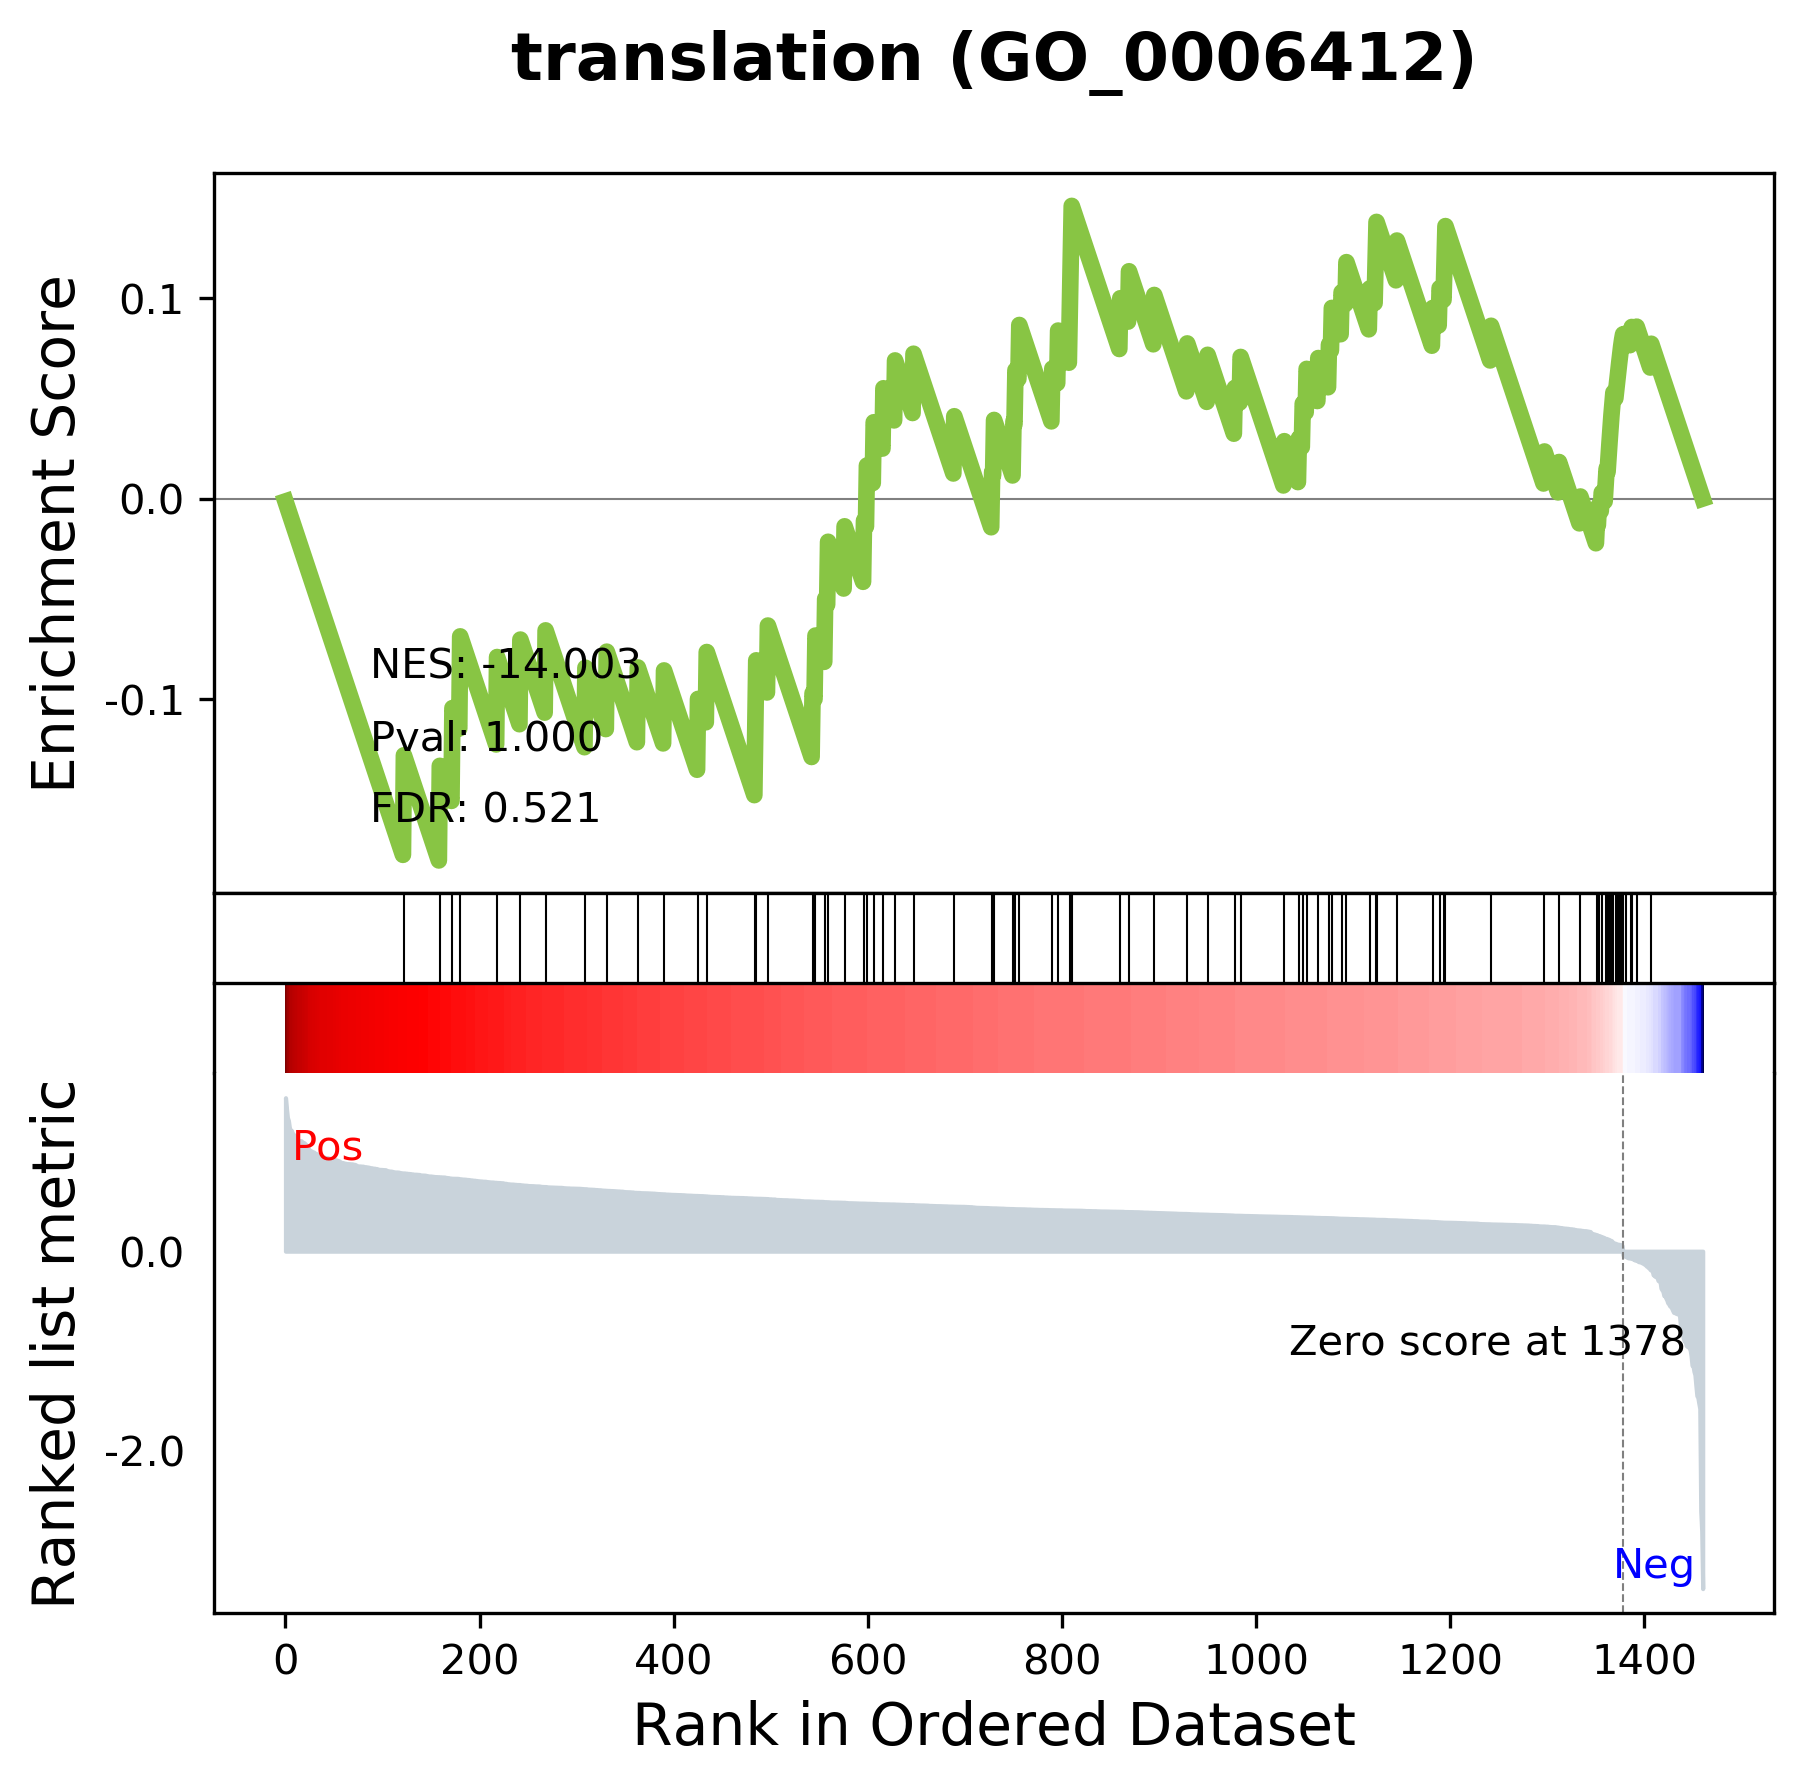 translation (GO_0006412)
Enrichment Score
0.1
0.0
-0.1
NES: -14.003
Pval: 1.000
FDR: 0.521
Ranked list metric
Pos
0.0
Zero score at 1378
-2.0
Neg
0 200 400 600 800 1000 1200 1400
Rank in Ordered Dataset